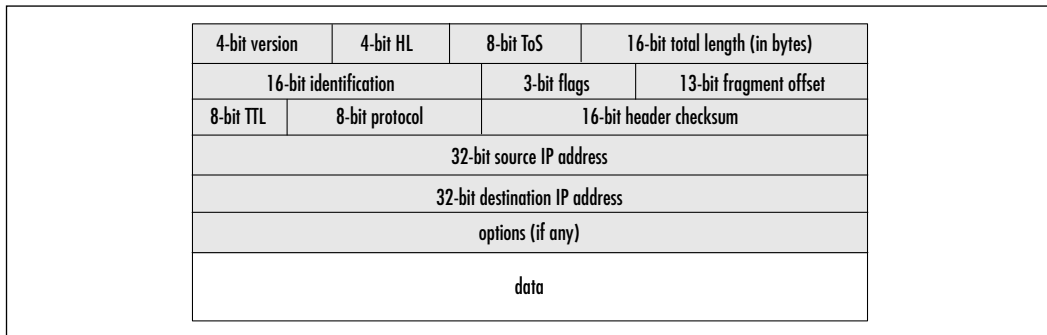 4-bit version 4-bit HL 8-bit ToS 16-bit total length (in bytes)
16-bit identification 3-bit flags 13-bit fragment offset
8-bit TTL 8-bit protocol 16-bit header checksum
32-bit source IP address
32-bit destination IP address
options (if any)
data